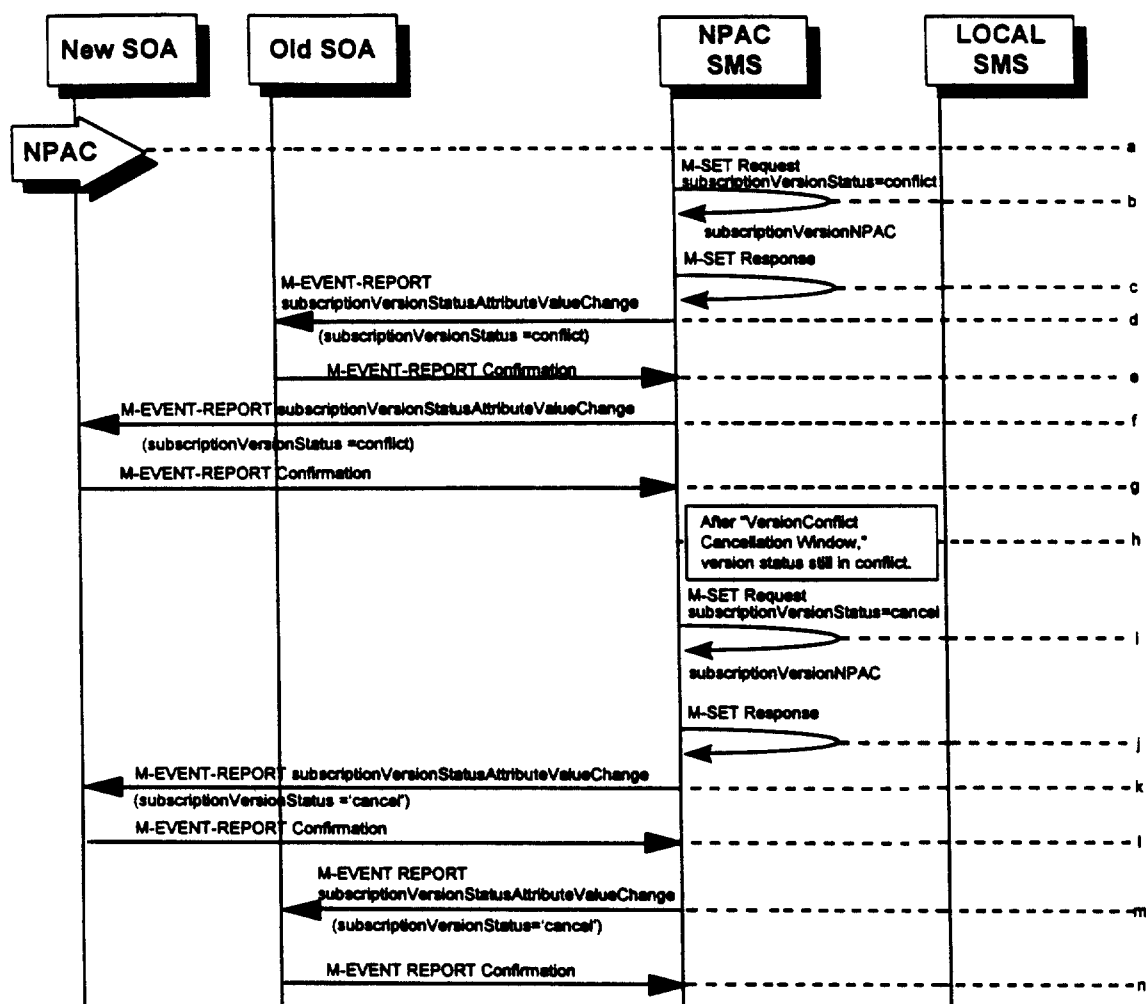 New SOA
Old SOA
NPAC
SMS
LOCAL
SMS
NPAC
a
M-SET Request
subscriptionVersionStatus=conflict
b
subscriptionVersionNPAC
M-SET Response
c
M-EVENT-REPORT
subscriptionVersionStatusAttributeValueChange
d
(subscriptionVersionStatus =conflict)
M-EVENT-REPORT Confirmation
e
M-EVENT-REPORT subscriptionVersionStatusAttributeValueChange
f
(subscriptionVersionStatus =conflict)
M-EVENT-REPORT Confirmation
g
After "VersionConflict
Cancellation Window,"
version status still in conflict.
h
M-SET Request
subscriptionVersionStatus=cancel
i
subscriptionVersionNPAC
M-SET Response
j
M-EVENT-REPORT subscriptionVersionStatusAttributeValueChange
k
(subscriptionVersionStatus ='cancel")
M-EVENT-REPORT Confirmation
l
M-EVENT REPORT
subscriptionVersionStatusAttributeValueChange
m
(subscriptionVersionStatus='cancel")
M-EVENT REPORT Confirmation
n